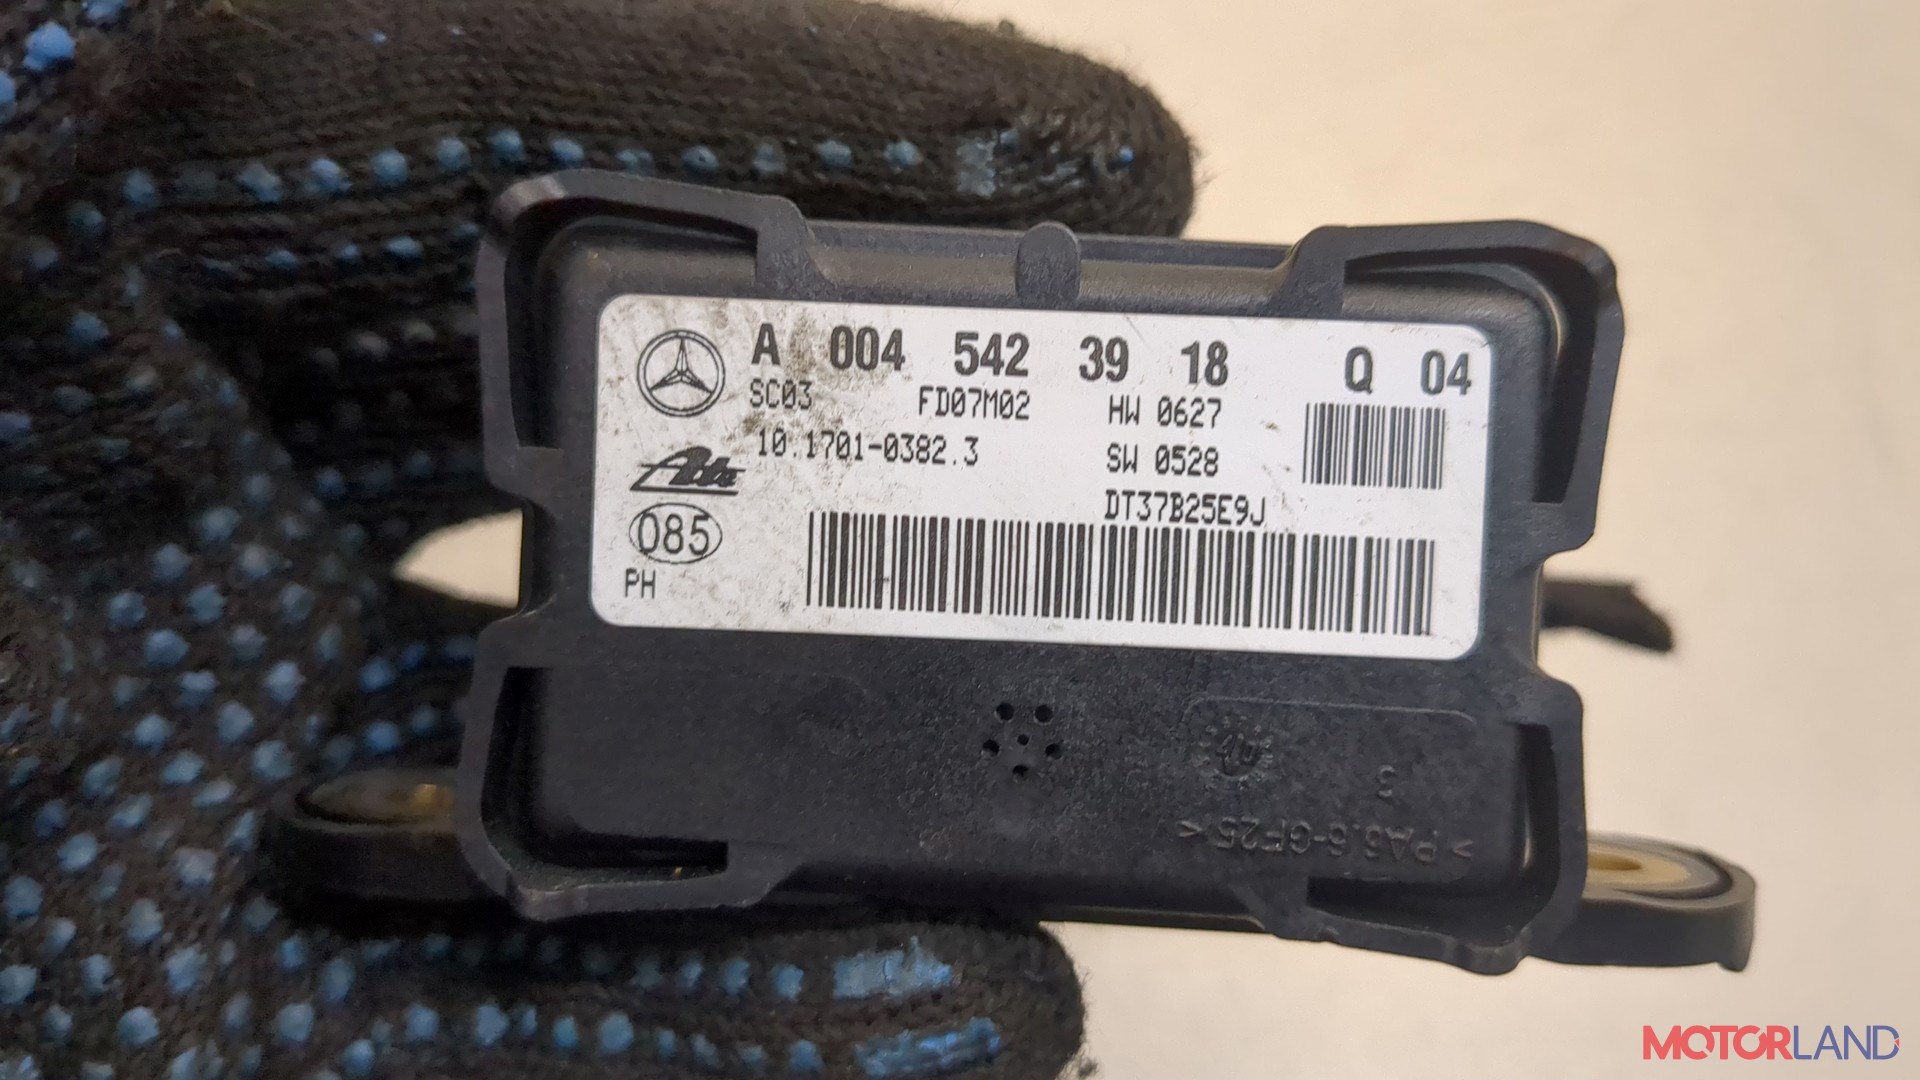 A 004 542 39 18 Q 04
SC03 FD07M02 HW 0627
10.1701-0382.3 SW 0528
Ate
DT37B25E9J
085
PH
3
>PA6.6-GF25<
MOTORLAND